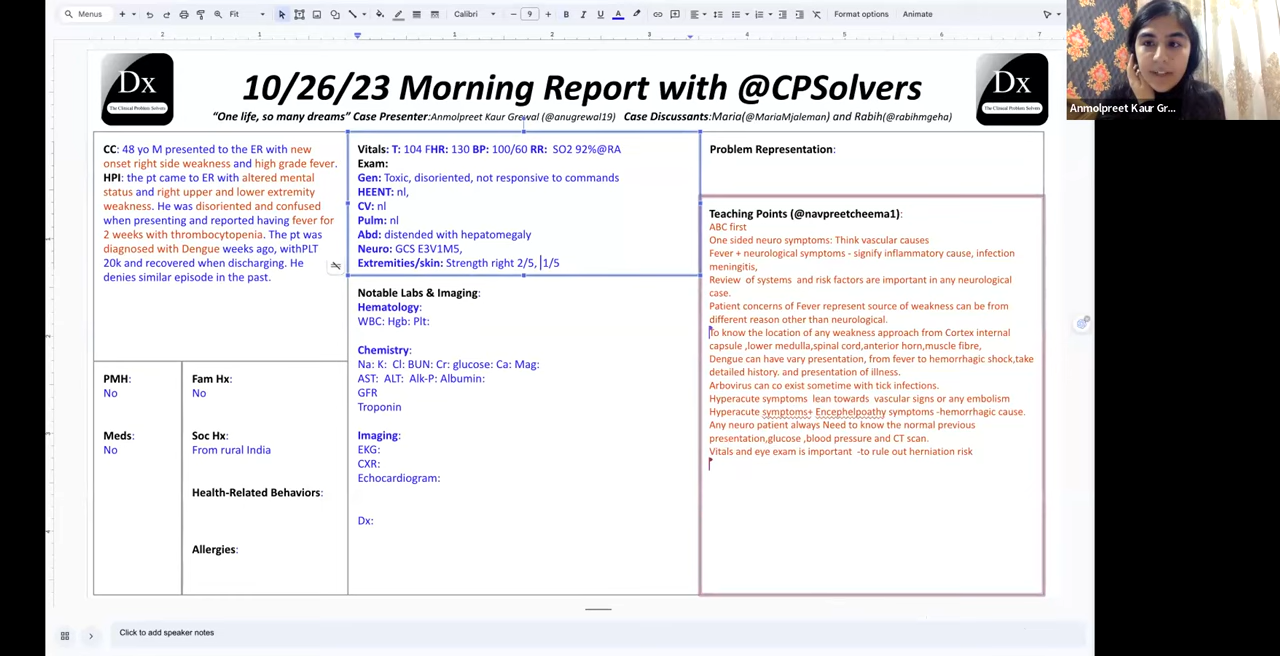 Menus
Fit
Calibri
9
B I U A
Format options
Animate
2
1
1
2
3
4
5
6
7
Dx
The Clinical Problem Solvers
10/26/23 Morning Report with @CPSolvers
Dx
The Clinical Problem Solvers
"One life, so many dreams" Case Presenter:Anmolpreet Kaur Grewal (@anugrewal19) Case Discussants:Maria(@MariaMjaleman) and Rabih(@rabihmgeha)
Anmolpreet Kaur Gr...
CC: 48 yo M presented to the ER with new
onset right side weakness and high grade fever.
HPI: the pt came to ER with altered mental
status and right upper and lower extremity
weakness. He was disoriented and confused
when presenting and reported having fever for
2 weeks with thrombocytopenia. The pt was
diagnosed with Dengue weeks ago, withPLT
20k and recovered when discharging. He
denies similar episode in the past.
PMH:
No
Meds:
No
Fam Hx:
No
Soc Hx:
From rural India
Health-Related Behaviors:
Allergies:
Vitals: T: 104 FHR: 130 BP: 100/60 RR: SO2 92%@RA
Exam:
Gen: Toxic, disoriented, not responsive to commands
HEENT: nl,
CV: nl
Pulm: nl
Abd: distended with hepatomegaly
Neuro: GCS E3V1M5,
Extremities/skin: Strength right 2/5, 1/5
Notable Labs & Imaging:
Hematology:
WBC: Hgb: Plt:
Chemistry:
Na: K: Cl: BUN: Cr: glucose: Ca: Mag:
AST: ALT: Alk-P: Albumin:
GFR
Troponin
Imaging:
EKG:
CXR:
Echocardiogram:
Dx:
Problem Representation:
Teaching Points (@navpreetcheema1):
ABC first
One sided neuro symptoms: Think vascular causes
Fever + neurological symptoms - signify inflammatory cause, infection
meningitis,
Review of systems and risk factors are important in any neurological
case.
Patient concerns of Fever represent source of weakness can be from
different reason other than neurological.
To know the location of any weakness approach from Cortex internal
capsule ,lower medulla,spinal cord,anterior horn,muscle fibre,
Dengue can have vary presentation, from fever to hemorrhagic shock,take
detailed history. and presentation of illness.
Arbovirus can co exist sometime with tick infections.
Hyperacute symptoms lean towards vascular signs or any embolism
Hyperacute symptoms+ Encephelpoathy symptoms -hemorrhagic cause.
Any neuro patient always Need to know the normal previous
presentation,glucose ,blood pressure and CT scan.
Vitals and eye exam is important -to rule out herniation risk
Click to add speaker notes